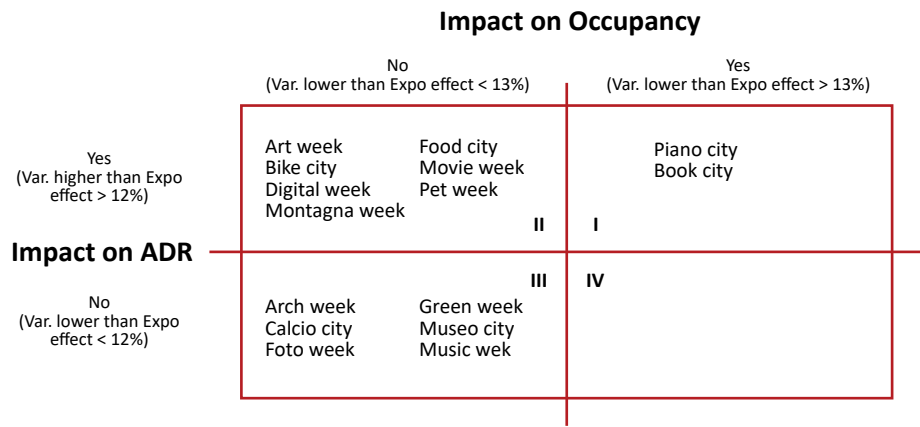 Impact on Occupancy
No
(Var. lower than Expo effect < 13%)
Yes
(Var. lower than Expo effect > 13%)
Yes
(Var. higher than Expo
effect > 12%)
Art week
Bike city
Digital week
Montagna week
Food city
Movie week
Pet week
II
Piano city
Book city
I
Impact on ADR
No
(Var. lower than Expo
effect < 12%)
Arch week
Calcio city
Foto week
Green week
Museo city
Music wek
III
IV